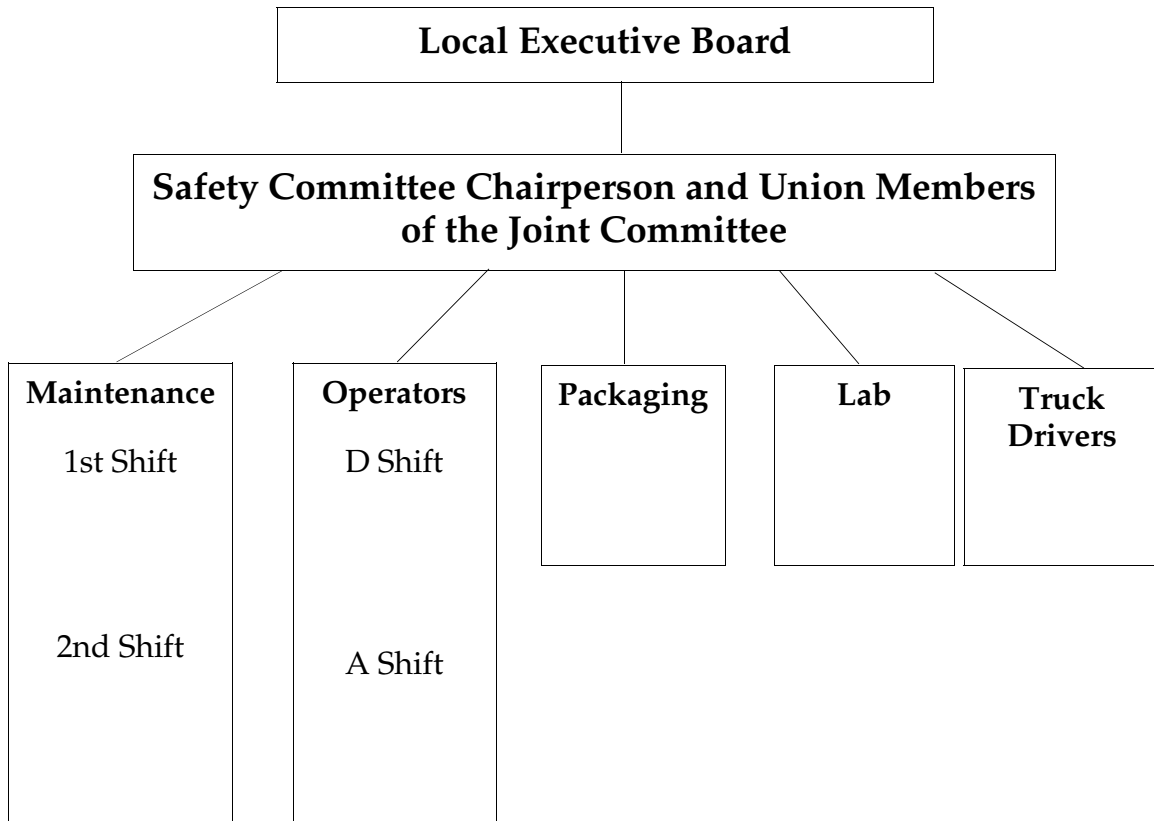 Local Executive Board
Safety Committee Chairperson and Union Members
of the Joint Committee
Maintenance
1st Shift
2nd Shift
Operators
D Shift
A Shift
Packaging
Lab
Truck
Drivers